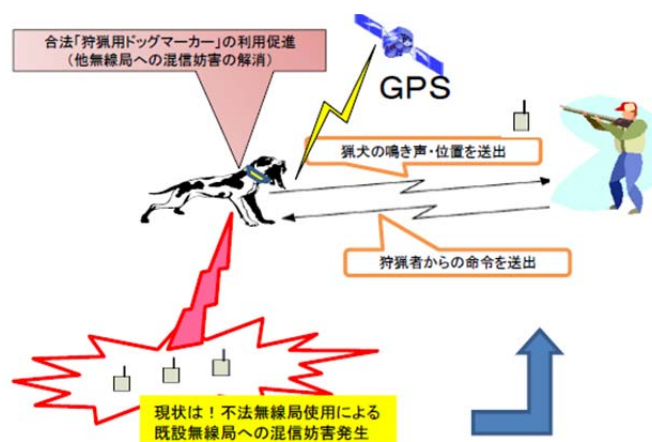 合法「狩猟用ドッグマーカー」の利用促進
(他無線局への混信妨害の解消)
GPS
猟犬の鳴き声・位置を送出
狩猟者からの命令を送出
現状は！不法無線局使用による
既設無線局への混信妨害発生